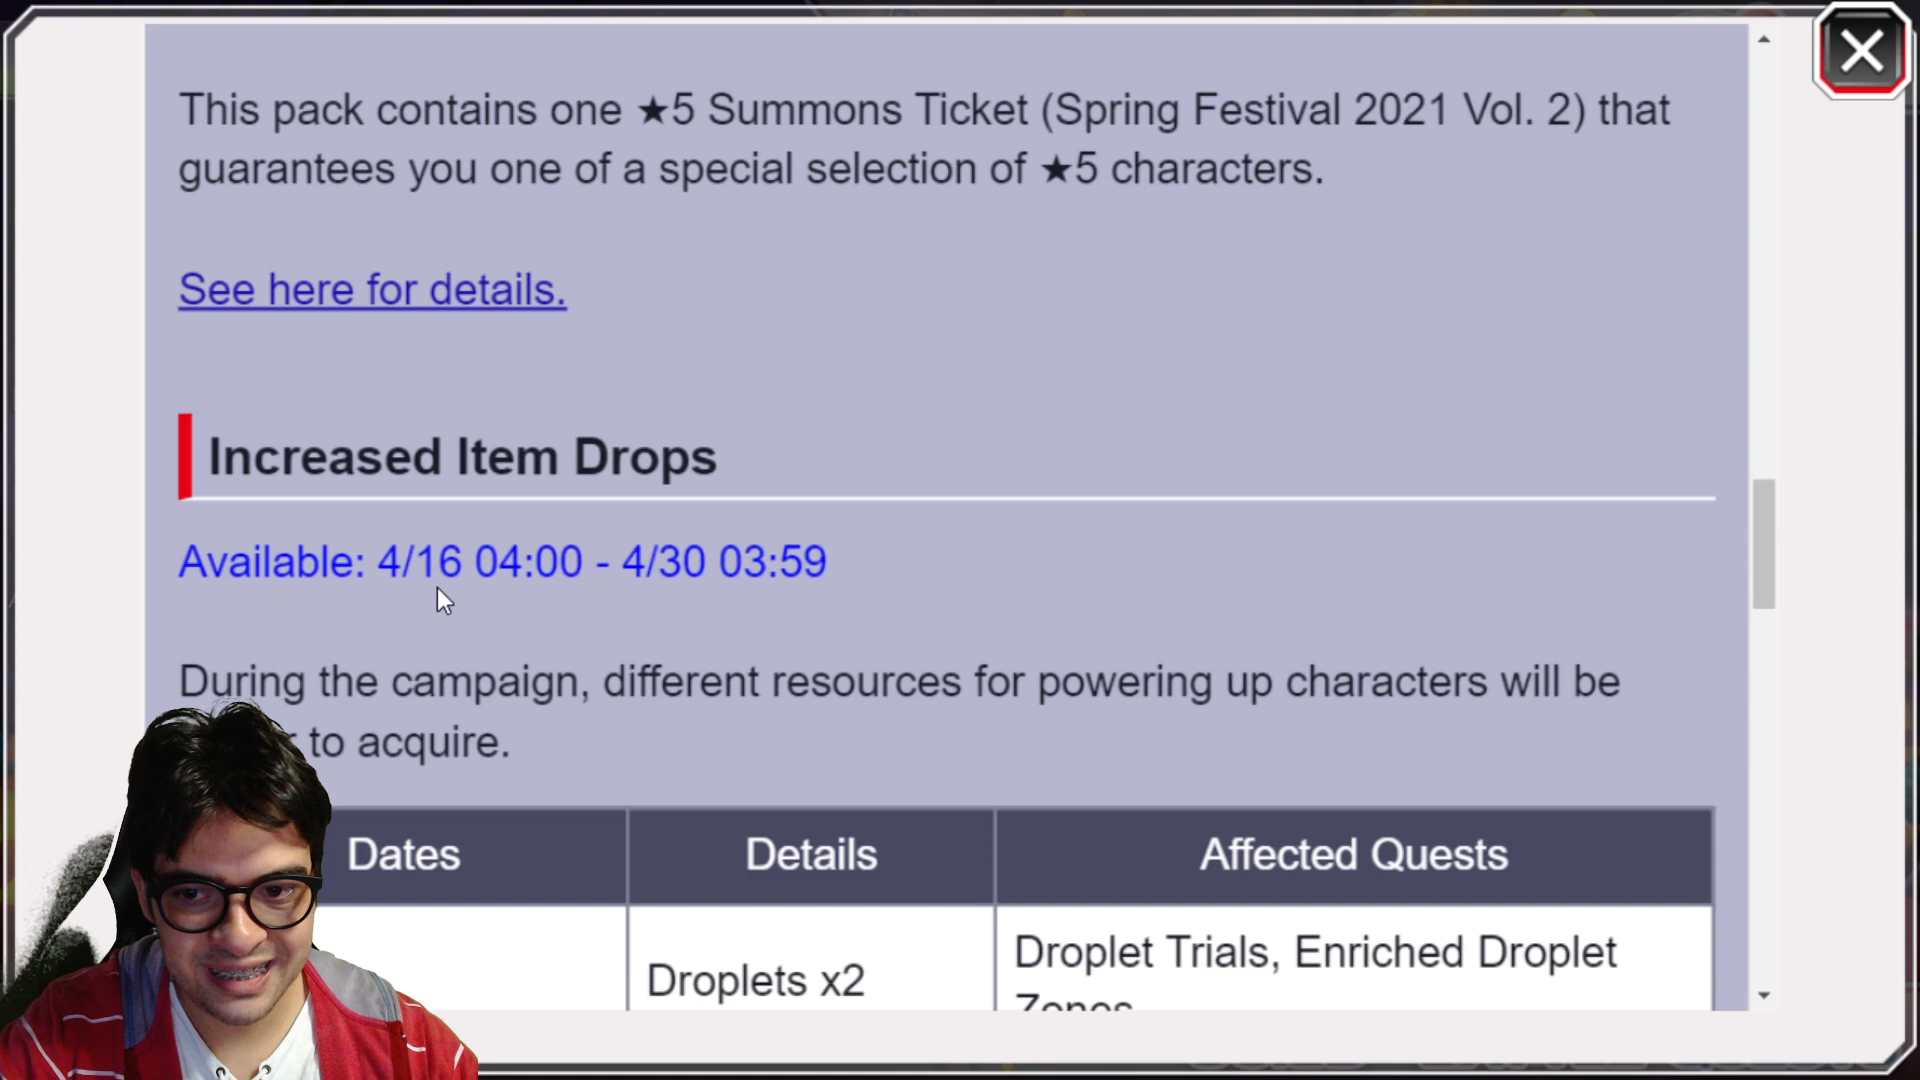 This pack contains one ★5 Summons Ticket (Spring Festival 2021 Vol. 2) that
guarantees you one of a special selection of ★5 characters.
See here for details.
Increased Item Drops
Available: 4/16 04:00 - 4/30 03:59
During the campaign, different resources for powering up characters will be
to acquire.
Dates Details Affected Quests
Droplets x2 Droplet Trials, Enriched Droplet
Zones